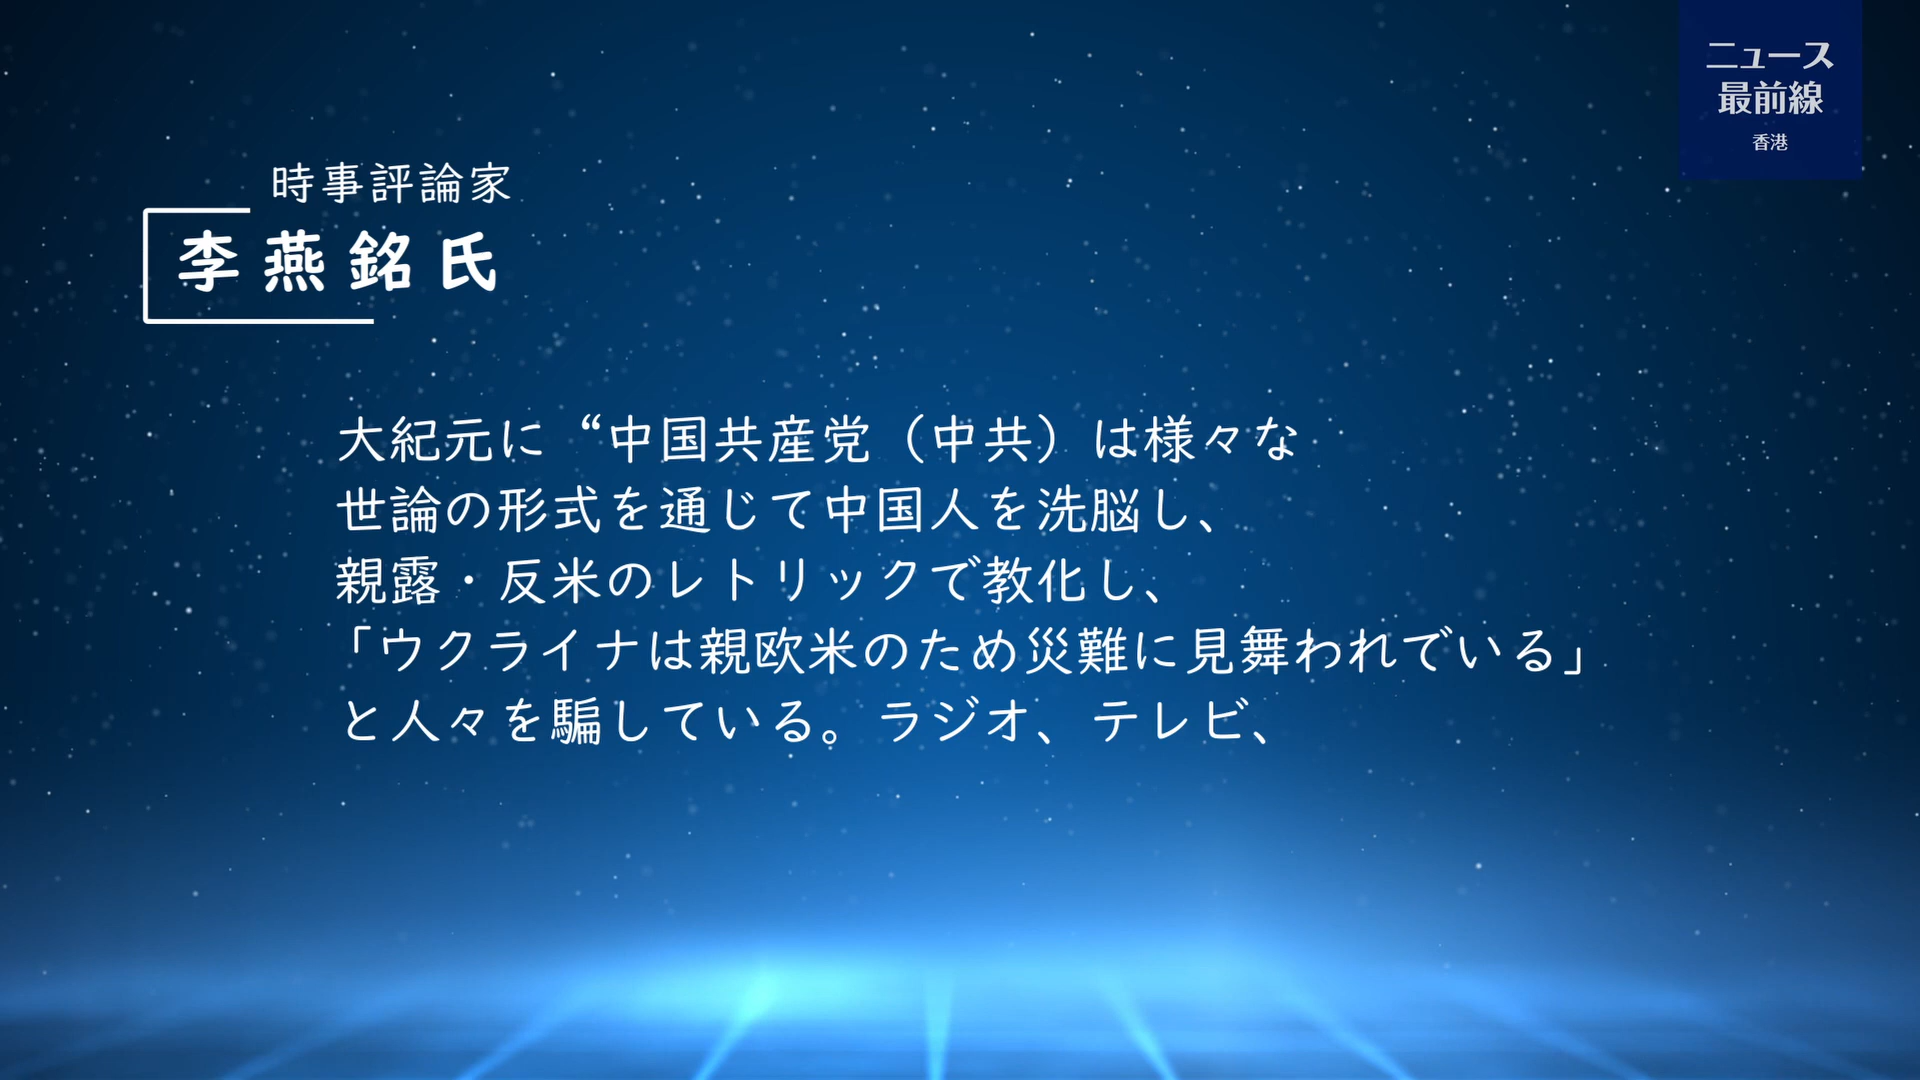 ニュース
最前線
香港
時事評論家
李燕銘氏
大紀元に“中国共産党（中共）は様々な
世論の形式を通じて中国人を洗脳し、
親露・反米のレトリックで教化し、
「ウクライナは親欧米のため災難に見舞われでいる」
と人々を騙している。ラジオ、テレビ、